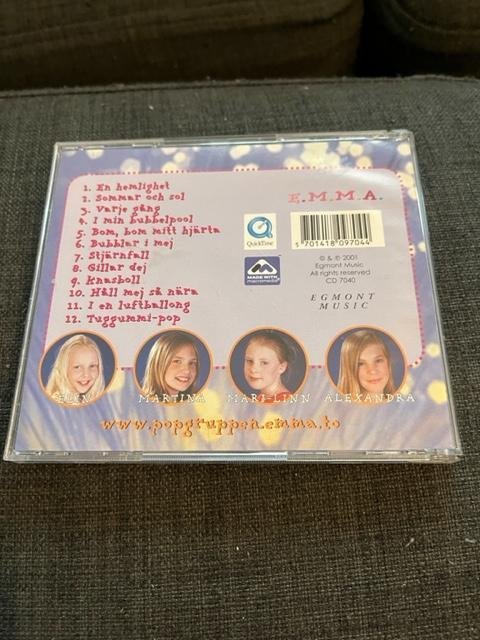 1. En hemlighet
2. Sommar och sol
3. Varje gång
4. I min bubbelpool
5. Bom, bom mitt hjärta
6. Bubblar i mej
7. Stjärnfall
8. Gillar dej
9. Knasboll
10. Håll mej så nära
11. I en luftballong
12. Tuggummi-pop
E.M.M.A.
QuickTime
5 701418 097044
MADE WITH
macromedia
© & ℗ 2001
Egmont Music
All rights reserved
CD 7040
EGMONT
MUSIC
MARTINA
MARI-LINN
ALEXANDRA
www.popgruppen.emma.to